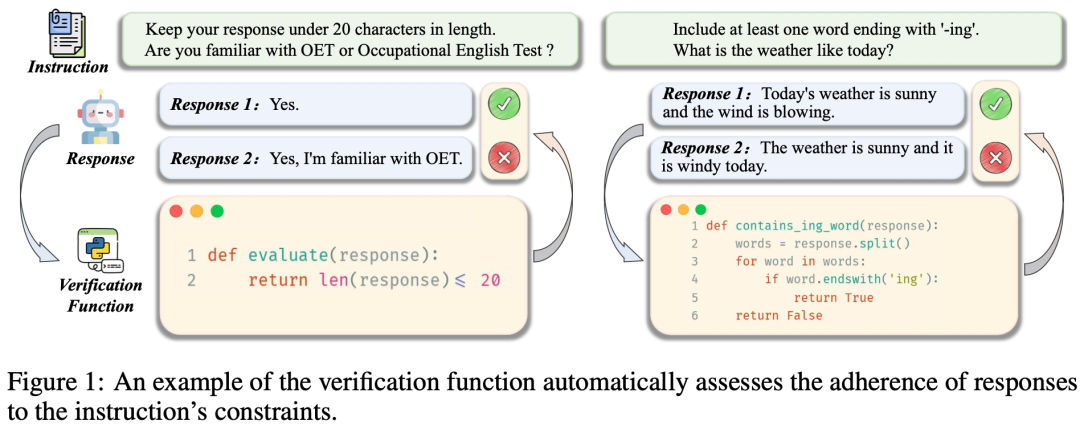 Instruction
Keep your response under 20 characters in length.
Are you familiar with OET or Occupational English Test ?
Response
Response 1: Yes.
Response 2: Yes, I'm familiar with OET.
Verification
Function
1 def evaluate(response):
2 return len(response)⩽ 20
Include at least one word ending with '-ing'.
What is the weather like today?
Response 1: Today's weather is sunny
and the wind is blowing.
Response 2: The weather is sunny and it
is windy today.
1 def contains_ing_word(response):
2 words = response.split()
3 for word in words:
4 if word.endswith('ing'):
5 return True
6 return False
Figure 1: An example of the verification function automatically assesses the adherence of responses
to the instruction's constraints.